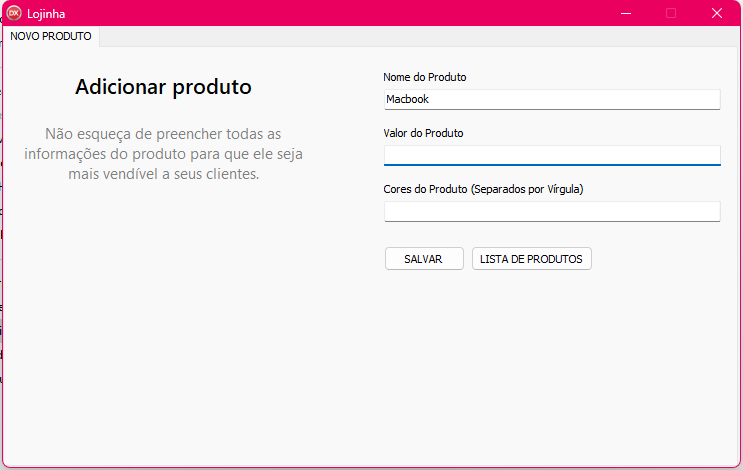 DX
Lojinha
NOVO PRODUTO
Adicionar produto
Não esqueça de preencher todas as
informações do produto para que ele seja
mais vendível a seus clientes.
Nome do Produto
Macbook
Valor do Produto
Cores do Produto (Separados por Vírgula)
SALVAR
LISTA DE PRODUTOS